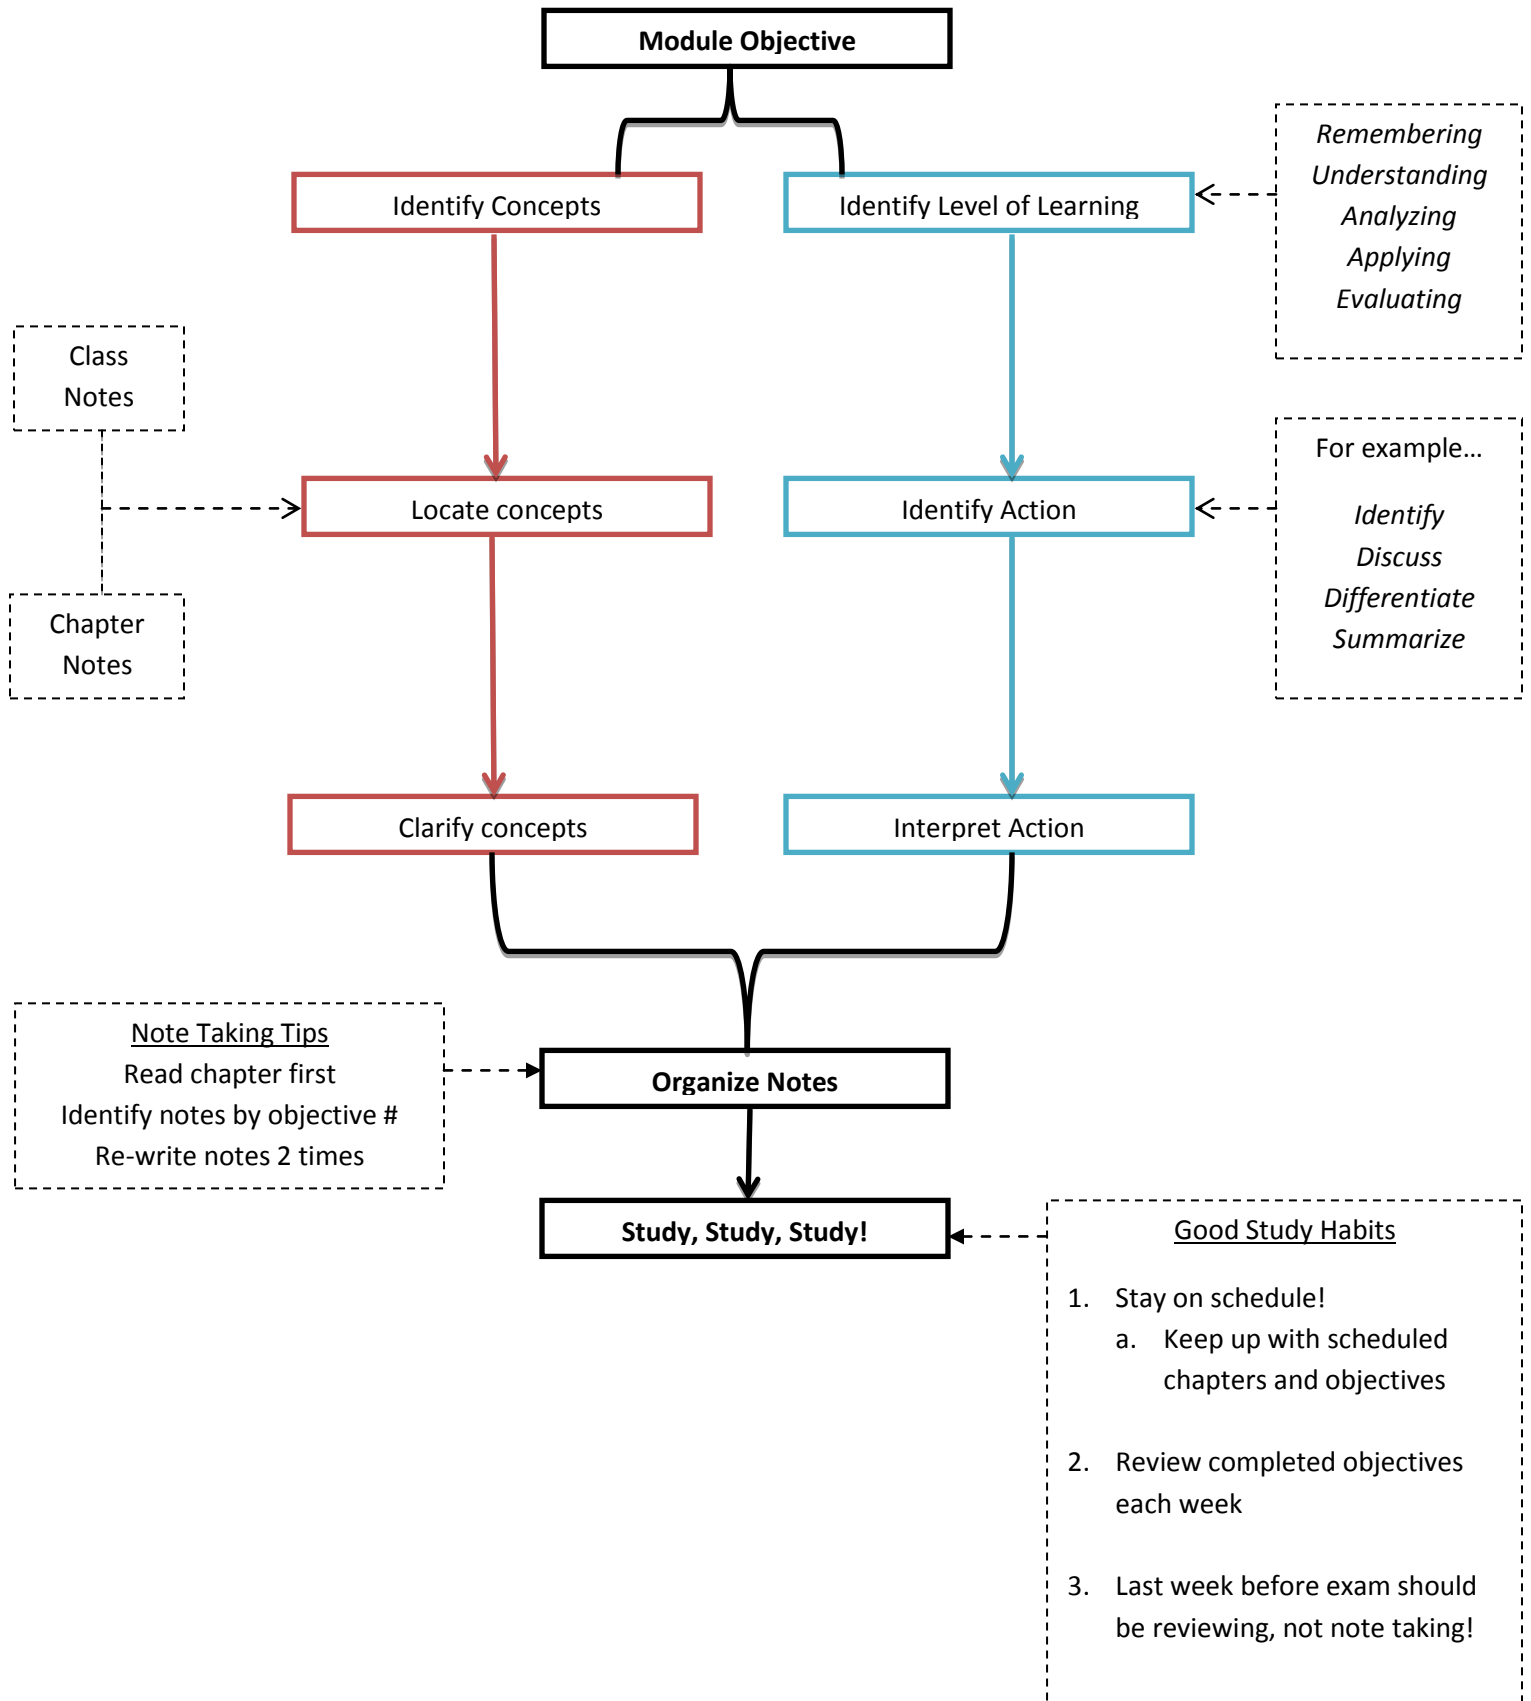 Module Objective
Identify Concepts
Identify Level of Learning
Remembering
Understanding
Analyzing
Applying
Evaluating
Class
Notes
Locate concepts
Identify Action
For example...
Identify
Discuss
Differentiate
Summarize
Chapter
Notes
Clarify concepts
Interpret Action
Note Taking Tips
Read chapter first
Identify notes by objective #
Re-write notes 2 times
Organize Notes
Study, Study, Study!
Good Study Habits
1. Stay on schedule!
a. Keep up with scheduled
chapters and objectives
2. Review completed objectives
each week
3. Last week before exam should
be reviewing, not note taking!